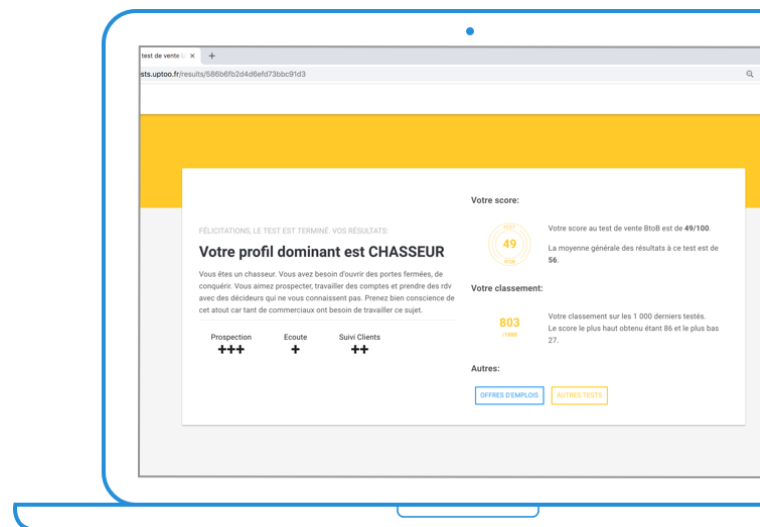 test de vente
sts.uptoo.fr/results/586b6fb2d4d6efd73bbc91d3
FÉLICITATIONS, LE TEST EST TERMINÉ. VOS RÉSULTATS:
Votre profil dominant est CHASSEUR
Vous êtes un chasseur. Vous avez besoin d'ouvrir des portes fermées, de
conquérir. Vous aimez prospecter, travailler des comptes et prendre des rdv
avec des décideurs qui ne vous connaissent pas. Prenez bien conscience de
cet atout car tant de commerciaux ont besoin de travailler ce sujet.
Prospection Ecoute Suivi Clients
+++ + ++
Votre score:
TEST
49
Votre score au test de vente BtoB est de 49/100.
La moyenne générale des résultats à ce test est de
56.
Votre classement:
803
/1000
Votre classement sur les 1 000 derniers testés.
Le score le plus haut obtenu étant 86 et le plus bas
27.
Autres:
OFFRES D'EMPLOIS AUTRES TESTS